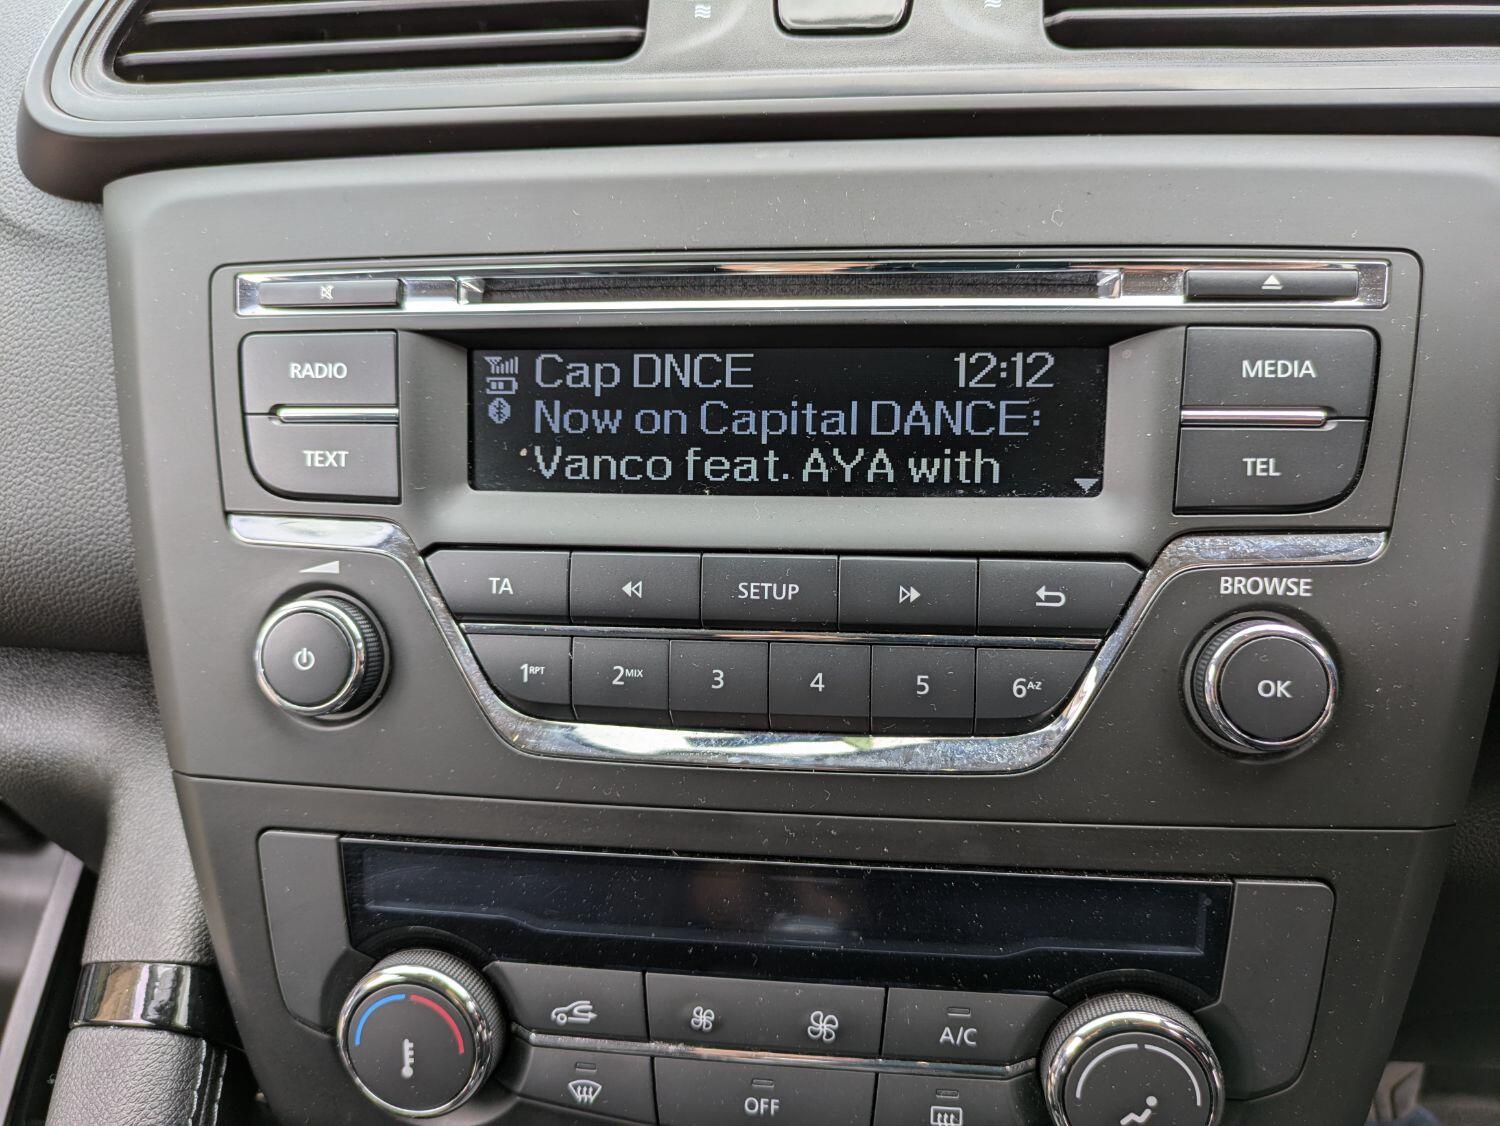 Cap DNCE 12:12
Now on Capital DANCE:
Vanco feat. AYA with
RADIO
MEDIA
TEXT
TEL
TA
SETUP
BROWSE
1RPT 2MIX 3 4 5 6A-Z
OK
A/C
OFF